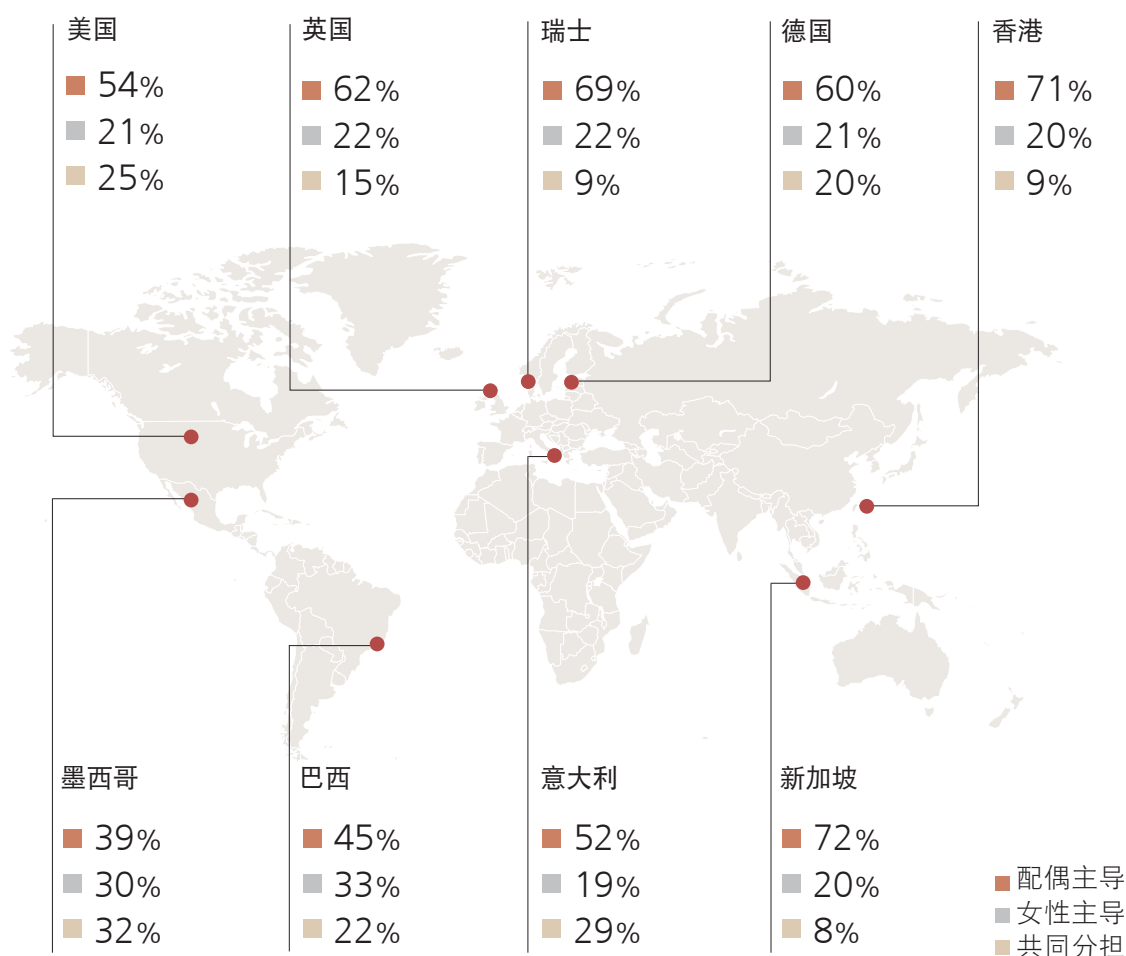 美国
54%
21%
25%
英国
62%
22%
15%
瑞士
69%
22%
9%
德国
60%
21%
20%
香港
71%
20%
9%
墨西哥
39%
30%
32%
巴西
45%
33%
22%
意大利
52%
19%
29%
新加坡
72%
20%
8%
配偶主导
女性主导
共同分担